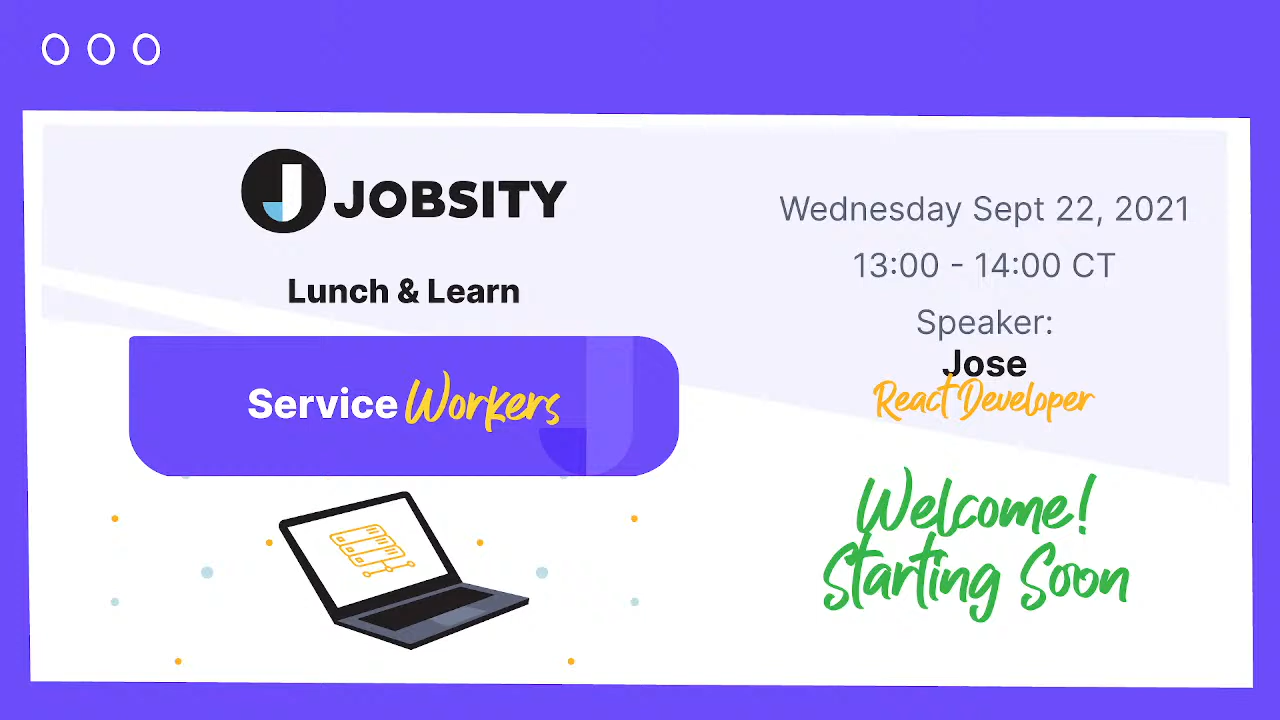 JOBSITY
Lunch & Learn
Service Workers
Wednesday Sept 22, 2021
13:00 - 14:00 CT
Speaker:
Jose
React Developer
Welcome!
Starting Soon